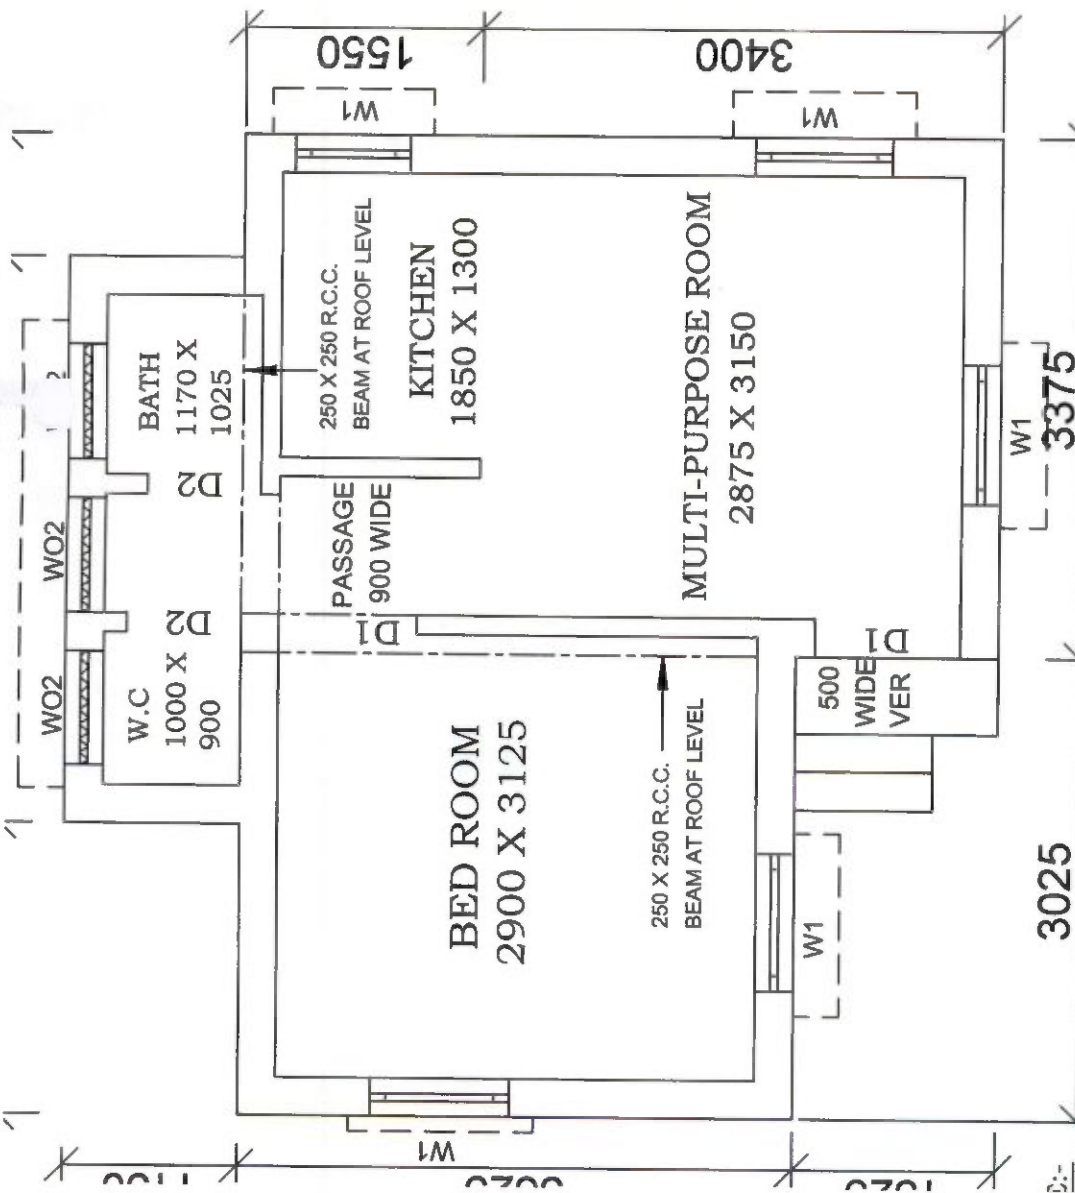 1550
3400
W1
W1
BATH
1170 X
1025
250 X 250 R.C.C.
BEAM AT ROOF LEVEL
KITCHEN
1850 X 1300
D2
WO2
PASSAGE
900 WIDE
MULTI-PURPOSE ROOM
2875 X 3150
W1
3375
D2
D1
D1
WO2
W.C
1000 X
900
500
WIDE
VER
BED ROOM
2900 X 3125
250 X 250 R.C.C.
BEAM AT ROOF LEVEL
W1
3025
W1